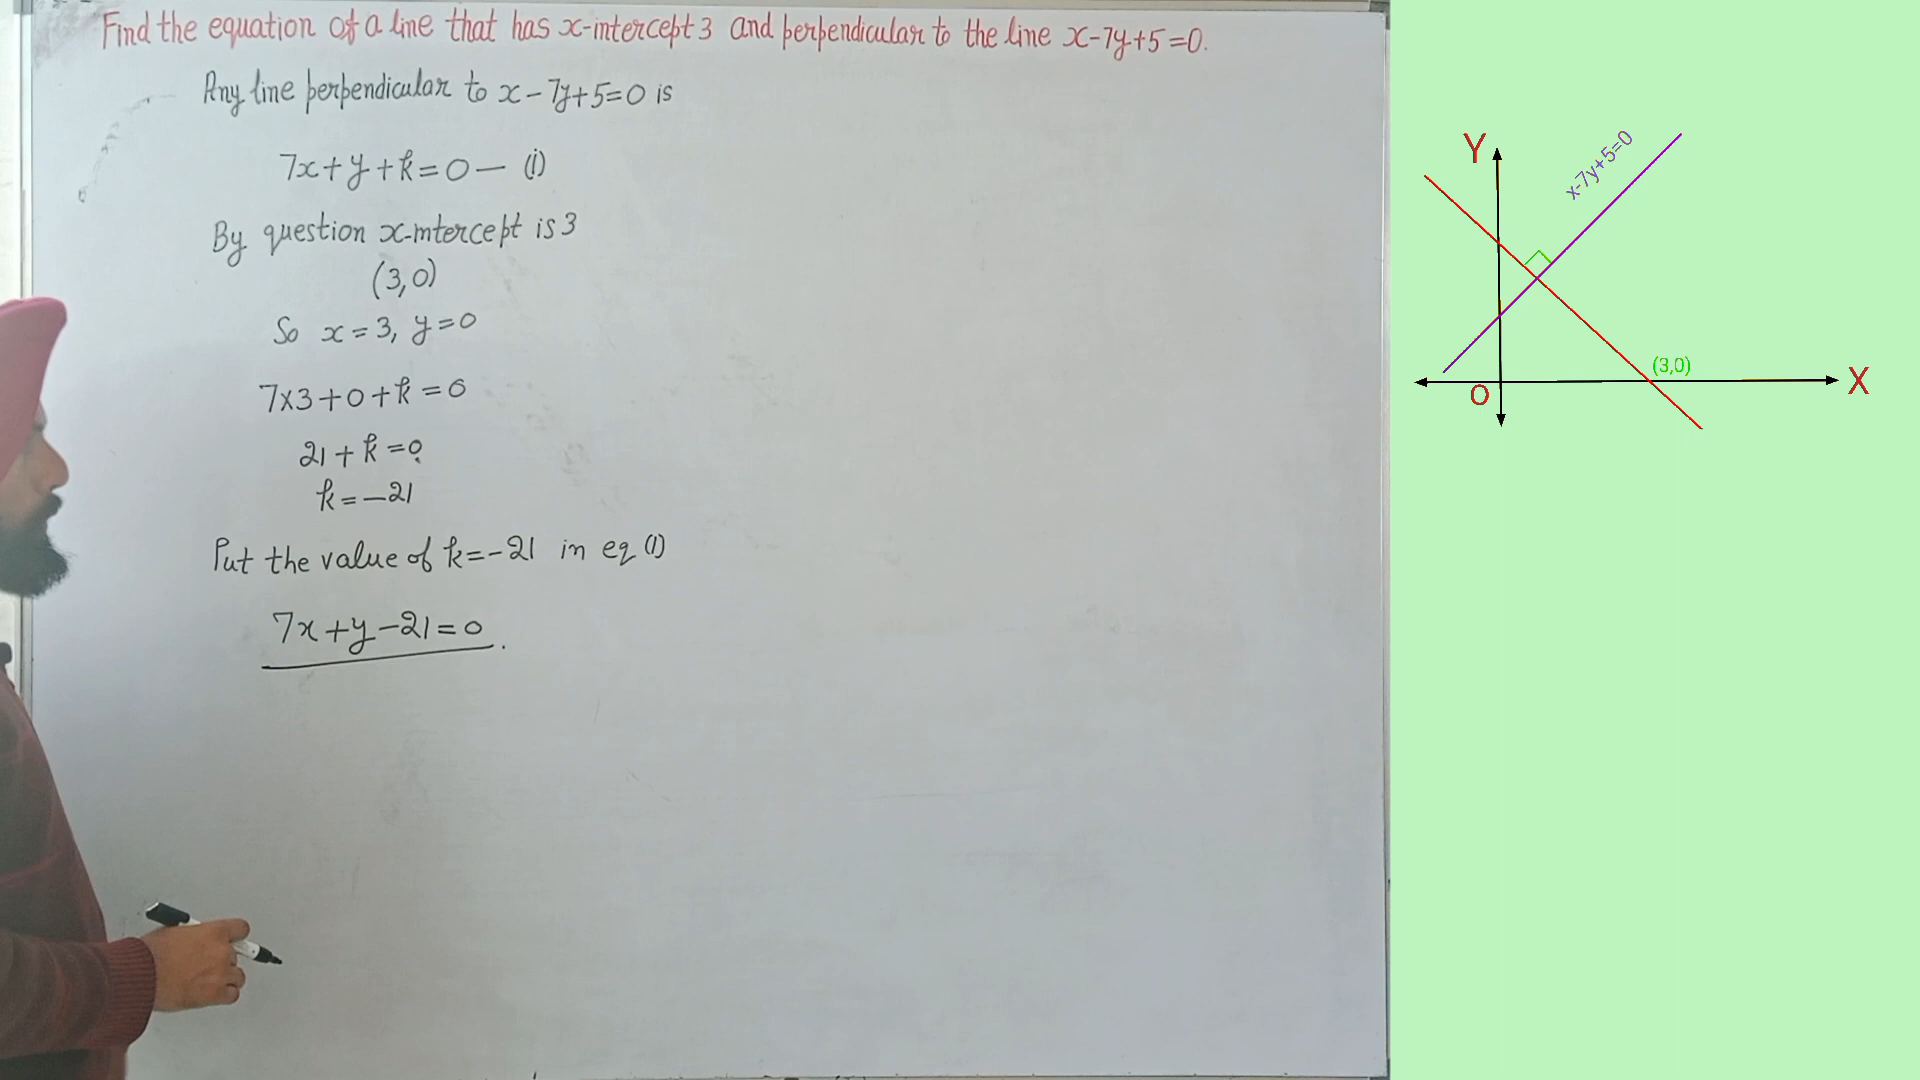 Find the equation of a line that has x-intercept 3 and perpendicular to the line x-7y+5=0.
Any line perpendicular to x-7y+5=0 is
7x+y+k=0 — (i)
By question x-intercept is 3
(3,0)
So x=3, y=0
7x3+0+k=0
21+k=0
k=-21
Put the value of k=-21 in eq (1)
7x+y-21=0.
Y
x-7y+5=0
(3,0)
X
O